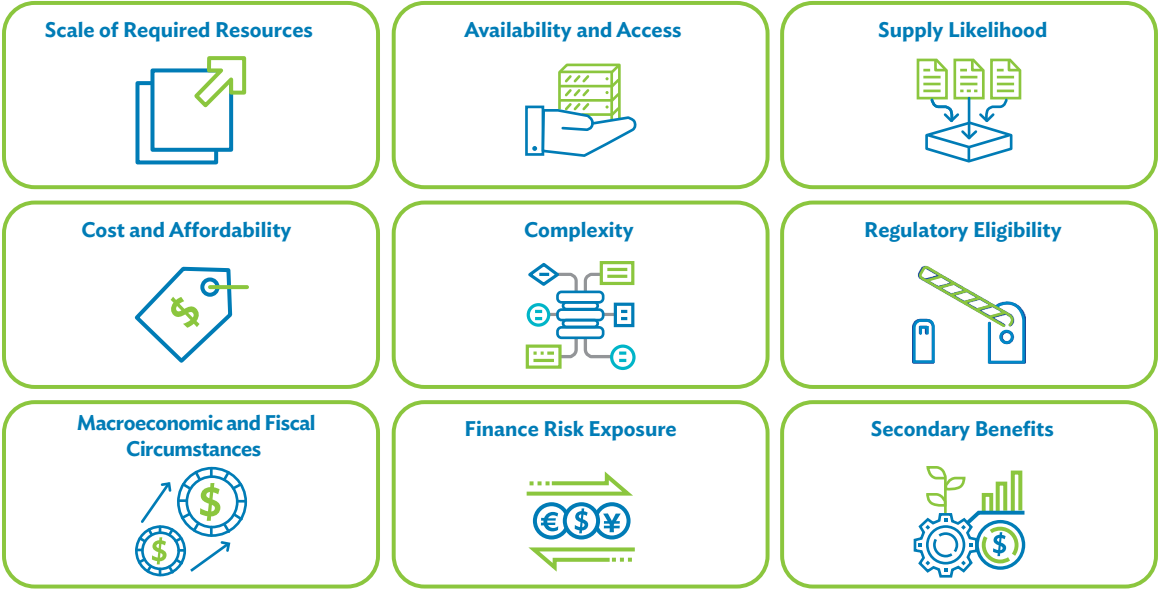 Scale of Required Resources
Availability and Access
Supply Likelihood
Cost and Affordability
$
Complexity
Regulatory Eligibility
Macroeconomic and Fiscal
Circumstances
$
$
Finance Risk Exposure
€ $ ¥
Secondary Benefits
$